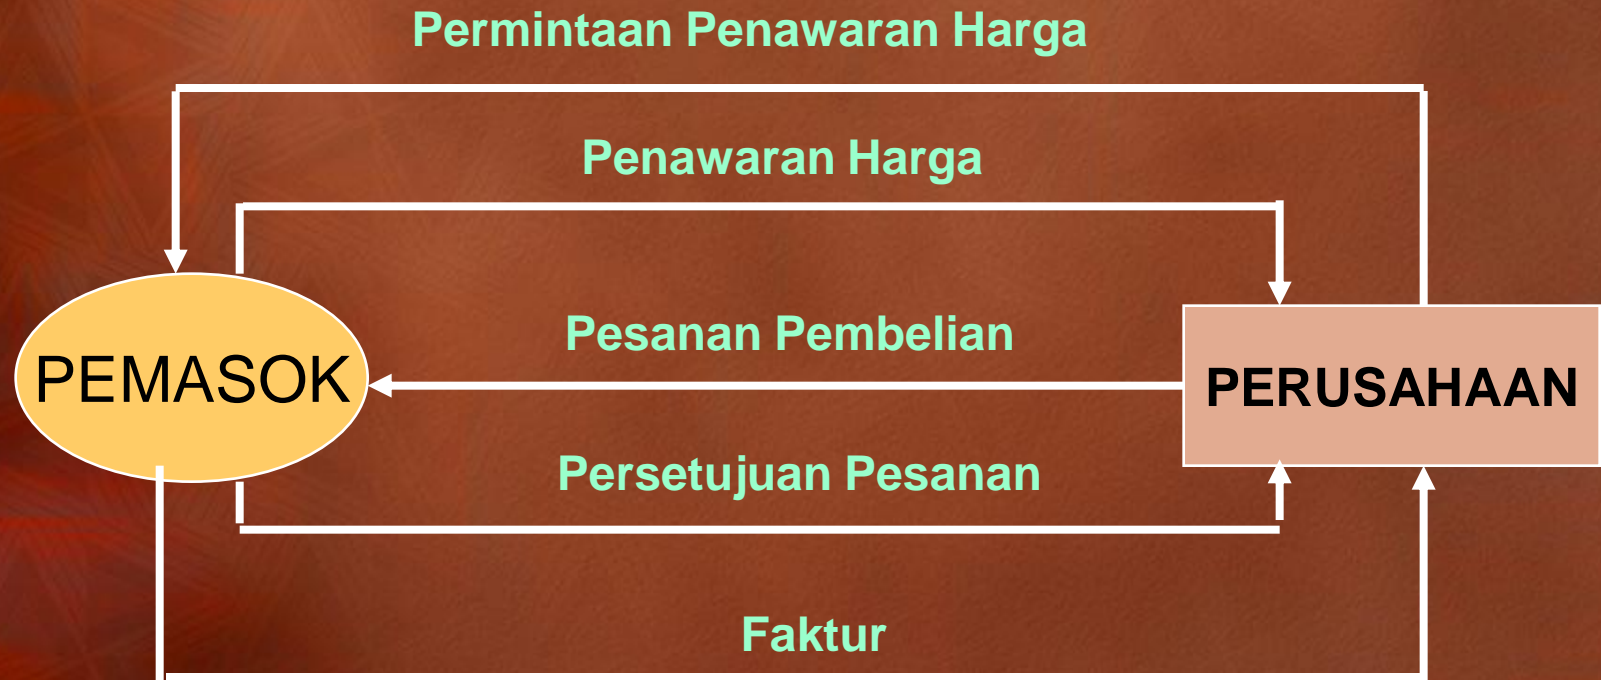 Permintaan Penawaran Harga
Penawaran Harga
Pesanan Pembelian
PEMASOK
PERUSAHAAN
Persetujuan Pesanan
Faktur